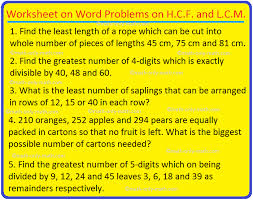 Worksheet on Word Problems on H.C.F. and L.C.M.
1. Find the least length of a rope which can be cut into
whole number of pieces of lengths 45 cm, 75 cm and 81 cm.
2. Find the greatest number of 4-digits which is exactly
divisible by 40, 48 and 60.
3. What is the least number of saplings that can be arranged
in rows of 12, 15 or 40 in each row?
4. 210 oranges, 252 apples and 294 pears are equally
packed in cartons so that no fruit is left. What is the biggest
possible number of cartons needed?
5. Find the greatest number of 5-digits which on being
divided by 9, 12, 24 and 45 leaves 3, 6, 18 and 39 as
remainders respectively.